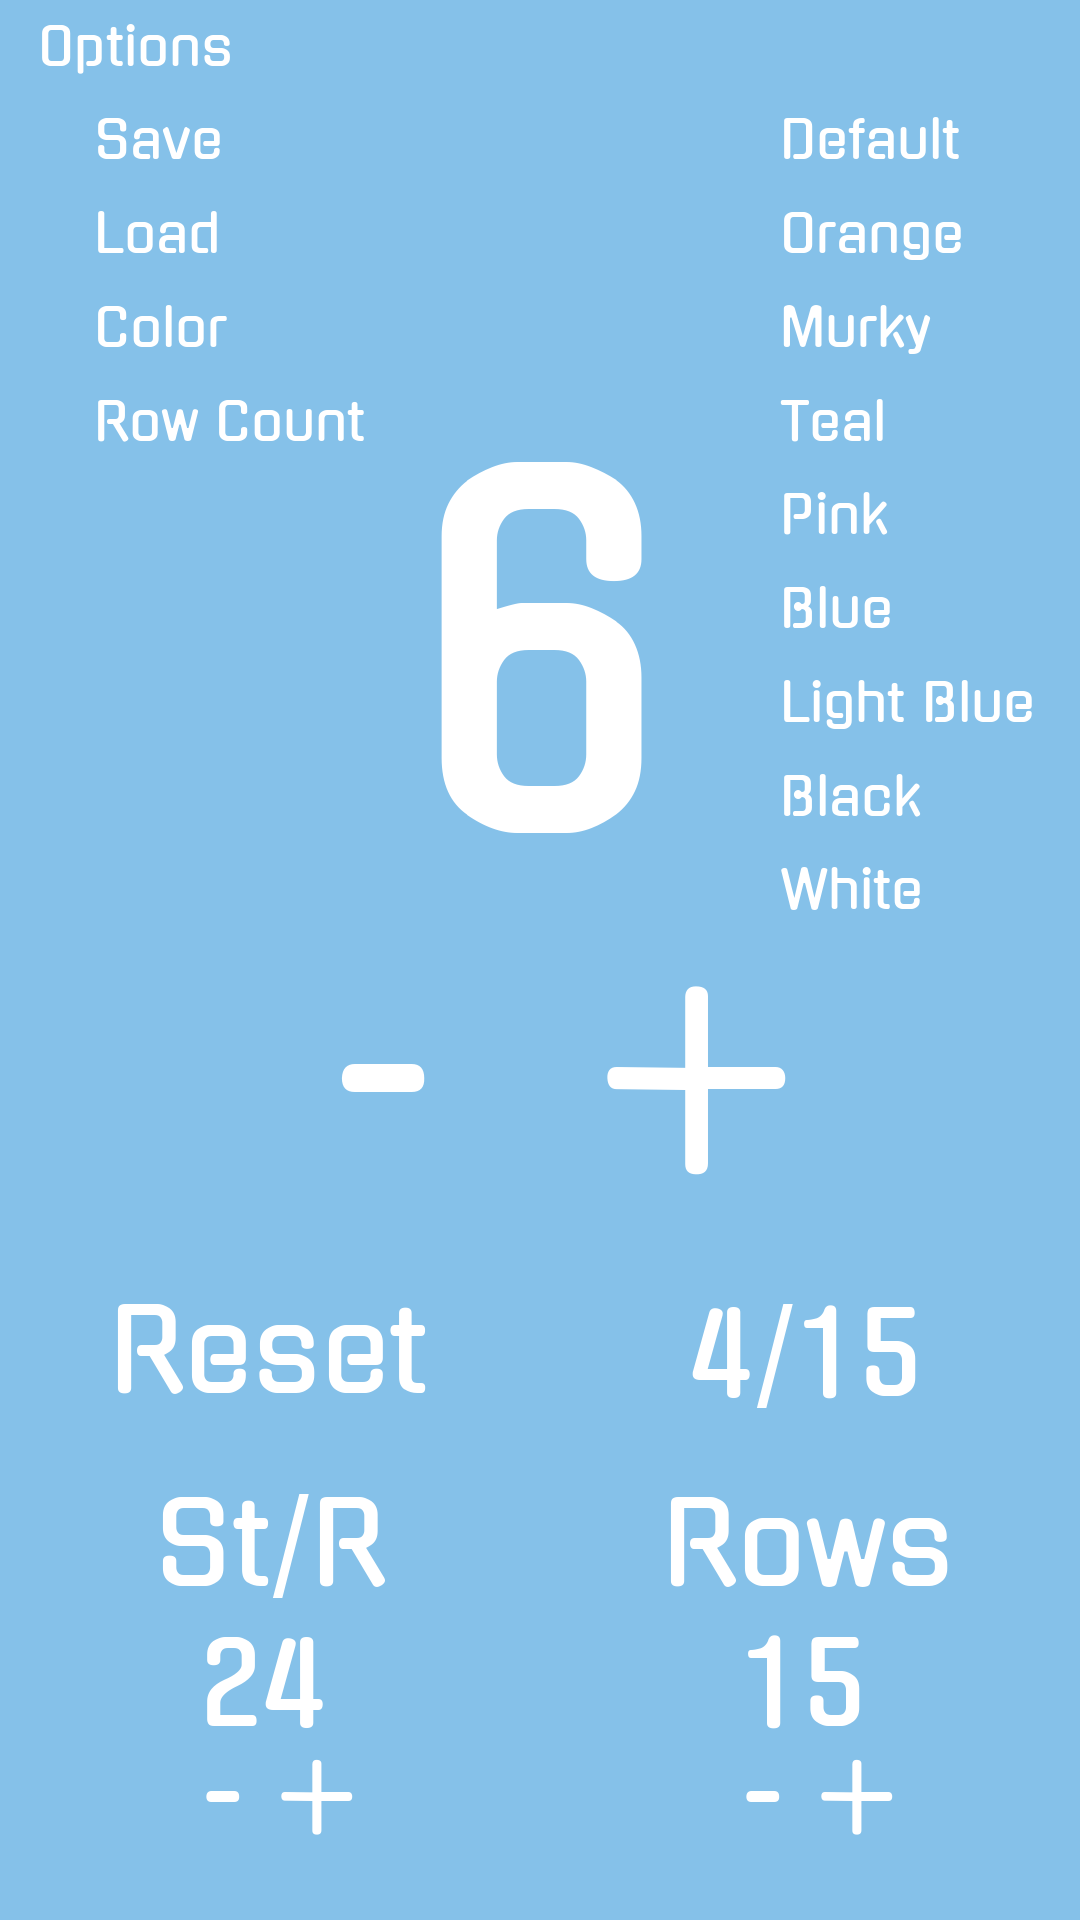 Options
Save Default
Load Orange
Color Murky
Row Count Teal
Pink
6
Blue
Light Blue
Black
White
- +
Reset 4/15
St/R Rows
24 15
- + - +